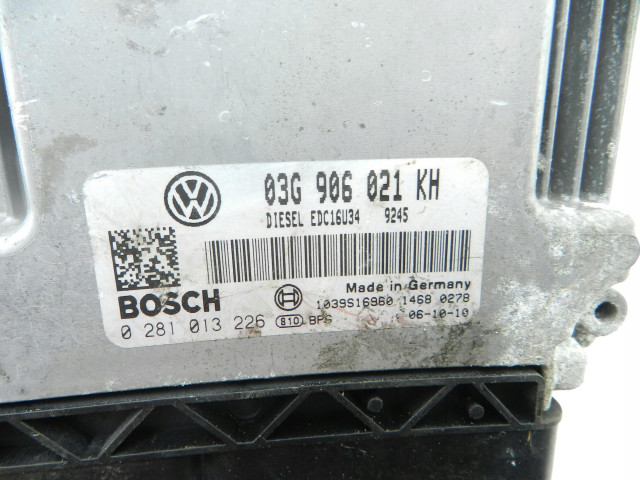 03G 906 021 KH
DIESEL EDC16U34 9245
BOSCH
Made in Germany
1039S16960 1468 0278
0 281 013 226 810 BPS 06-10-10